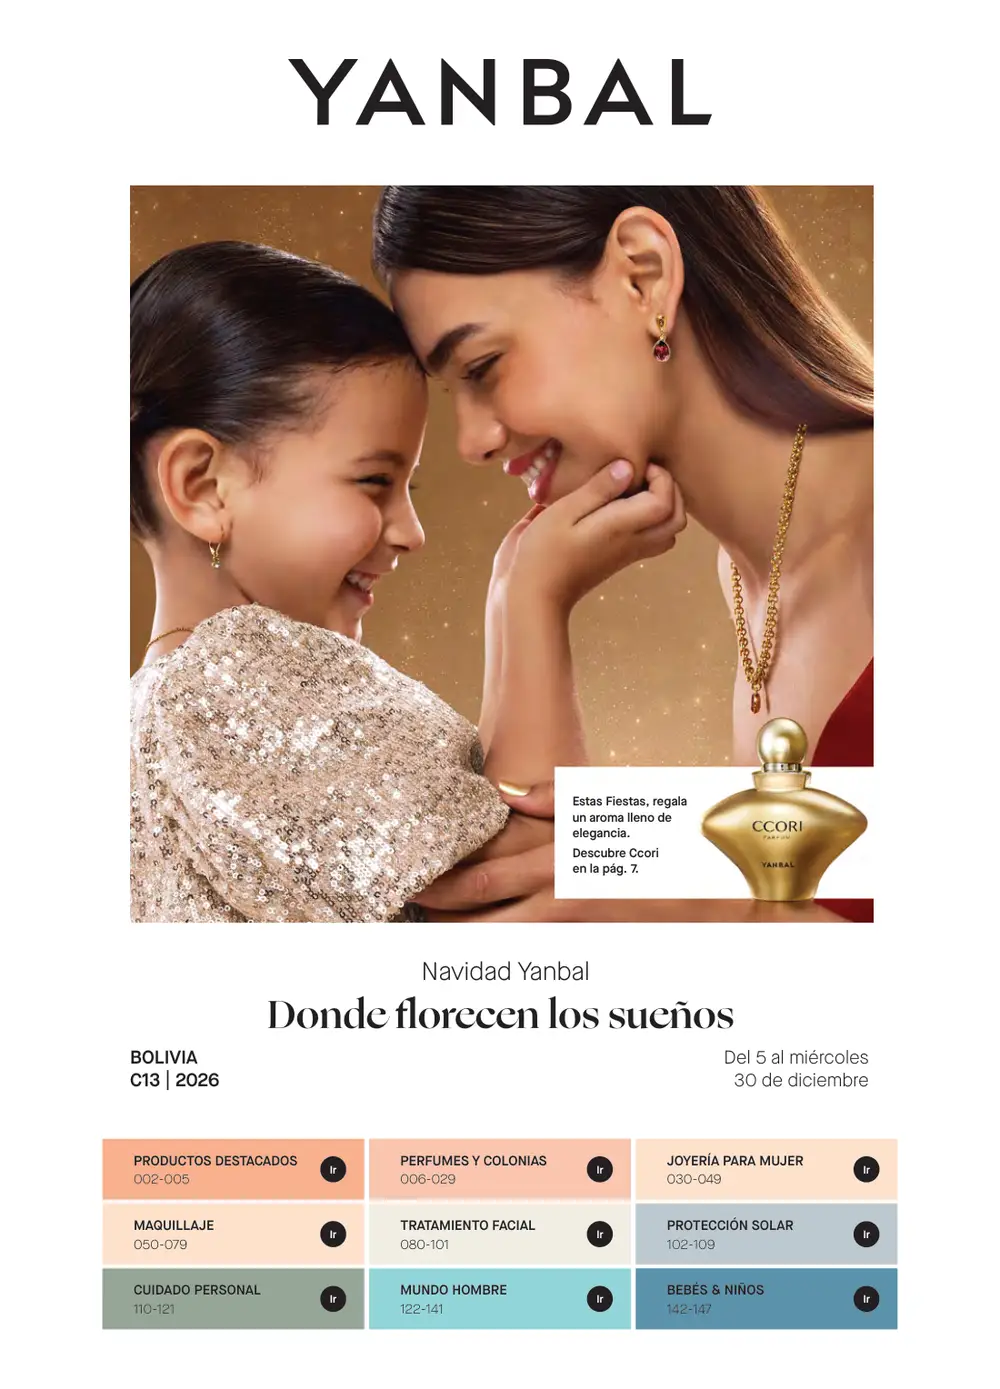 YANBAL
Estas Fiestas, regala
un aroma lleno de
elegancia.
Descubre Ccori
en la pág. 7.
CCORI
PARFUM
YANBAL
Navidad Yanbal
Donde florecen los sueños
BOLIVIA
C13 | 2026
Del 5 al miércoles
30 de diciembre
PRODUCTOS DESTACADOS
002-005
Ir
PERFUMES Y COLONIAS
006-029
Ir
JOYERÍA PARA MUJER
030-049
Ir
MAQUILLAJE
050-079
Ir
TRATAMIENTO FACIAL
080-101
Ir
PROTECCIÓN SOLAR
102-109
Ir
CUIDADO PERSONAL
110-121
Ir
MUNDO HOMBRE
122-141
Ir
BEBÉS & NIÑOS
142-147
Ir